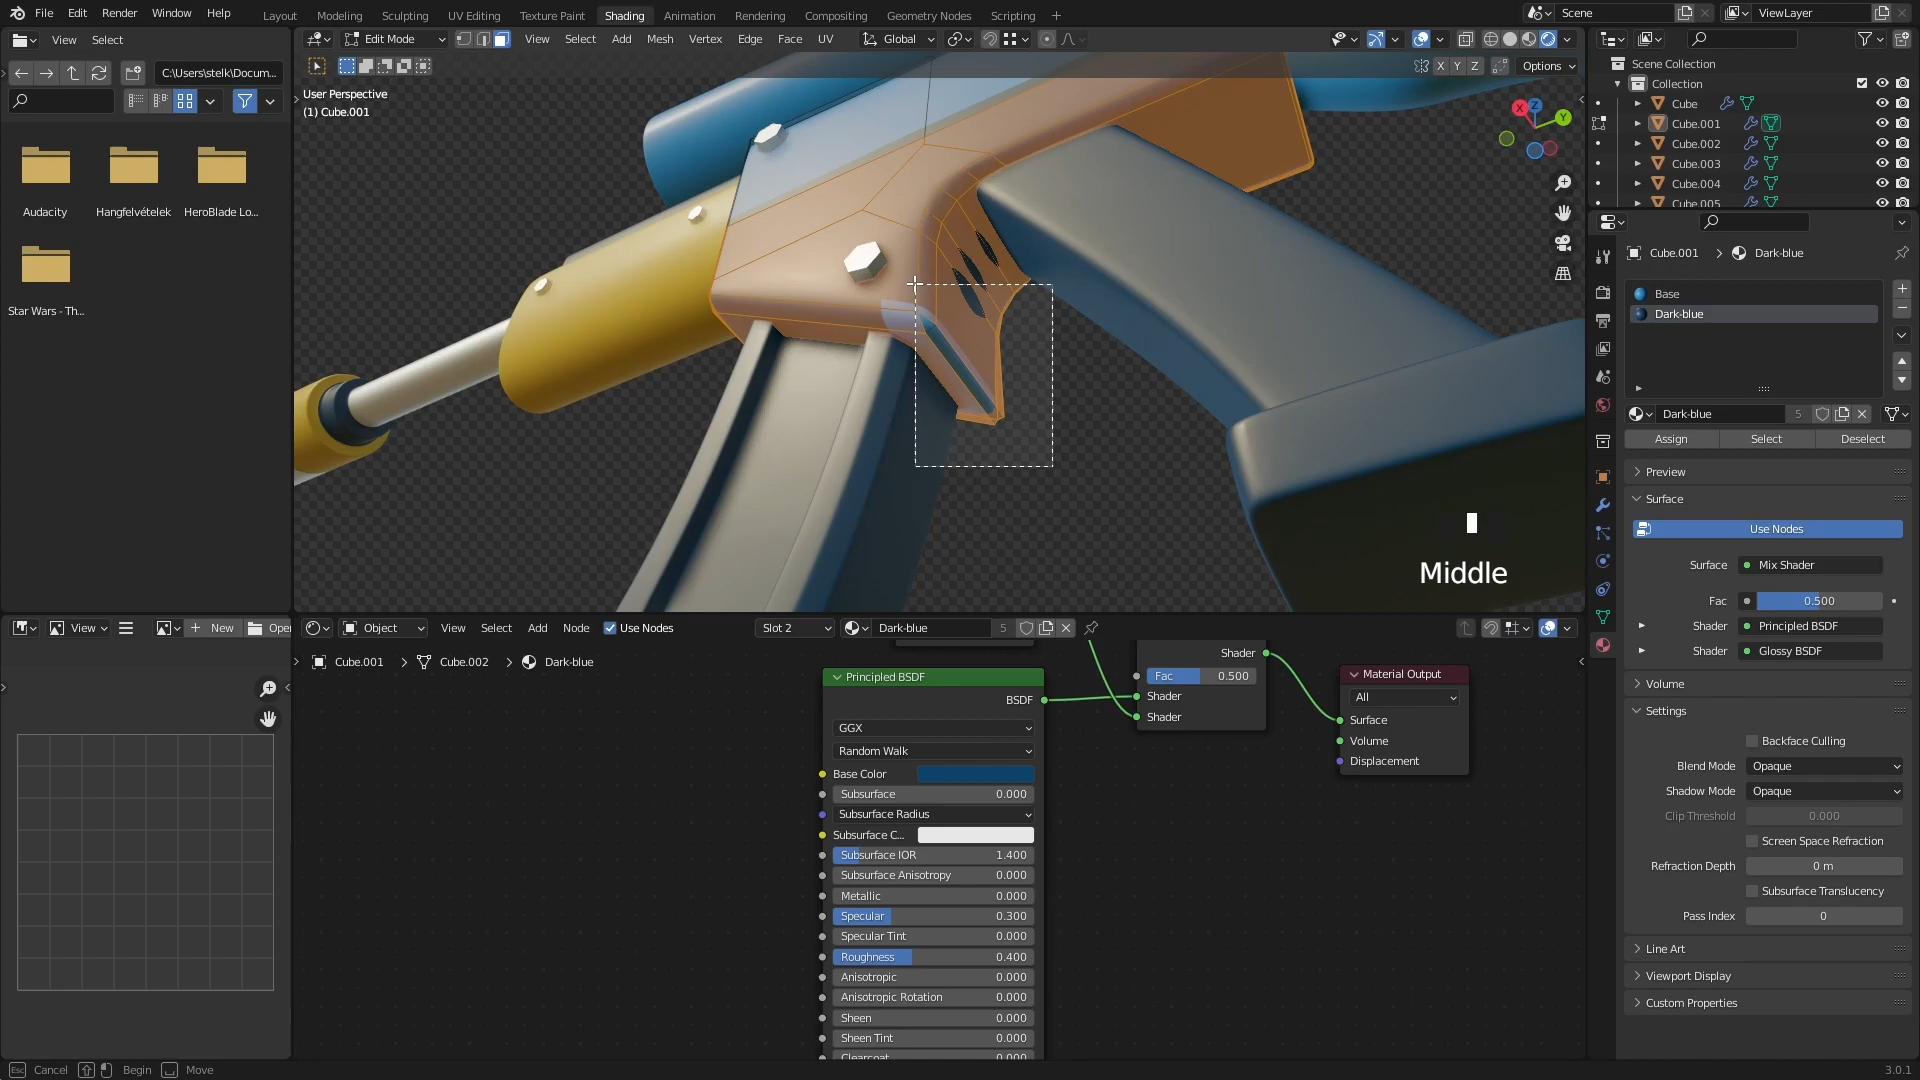 File Edit Render Window Help Layout Modeling Sculpting UV Editing Texture Paint Shading Animation Rendering Compositing Geometry Nodes Scripting + Scene ViewLayer
View Select
Edit Mode View Select Add Mesh Vertex Edge Face UV Global
C:\Users\stelk\Docum...
X Y Z Options
User Perspective
(1) Cube.001
Audacity Hangfelvételek HeroBlade Lo...
Star Wars - Th...
Middle
Scene Collection
Collection
Cube
Cube.001
Cube.002
Cube.003
Cube.004
Cube.005
Cube.001 > Dark-blue
Base
Dark-blue
Dark-blue 5
Assign Select Deselect
Preview
Surface
Use Nodes
Surface Mix Shader
Fac 0.500
Shader Principled BSDF
Shader Glossy BSDF
Volume
Settings
Backface Culling
Blend Mode Opaque
Shadow Mode Opaque
Clip Threshold 0.000
Screen Space Refraction
Refraction Depth 0 m
Subsurface Translucency
Pass Index 0
Line Art
Viewport Display
Custom Properties
View New Open
Object View Select Add Node Use Nodes Slot 2 Dark-blue 5
Cube.001 > Cube.002 > Dark-blue
Principled BSDF
BSDF
GGX
Random Walk
Base Color
Subsurface 0.000
Subsurface Radius
Subsurface C...
Subsurface IOR 1.400
Subsurface Anisotropy 0.000
Metallic 0.000
Specular 0.300
Specular Tint 0.000
Roughness 0.400
Anisotropic 0.000
Anisotropic Rotation 0.000
Sheen 0.000
Sheen Tint 0.000
Clearcoat 0.000
Shader
Fac 0.500
Shader
Shader
Material Output
All
Surface
Volume
Displacement
Esc Cancel Begin Move 3.0.1